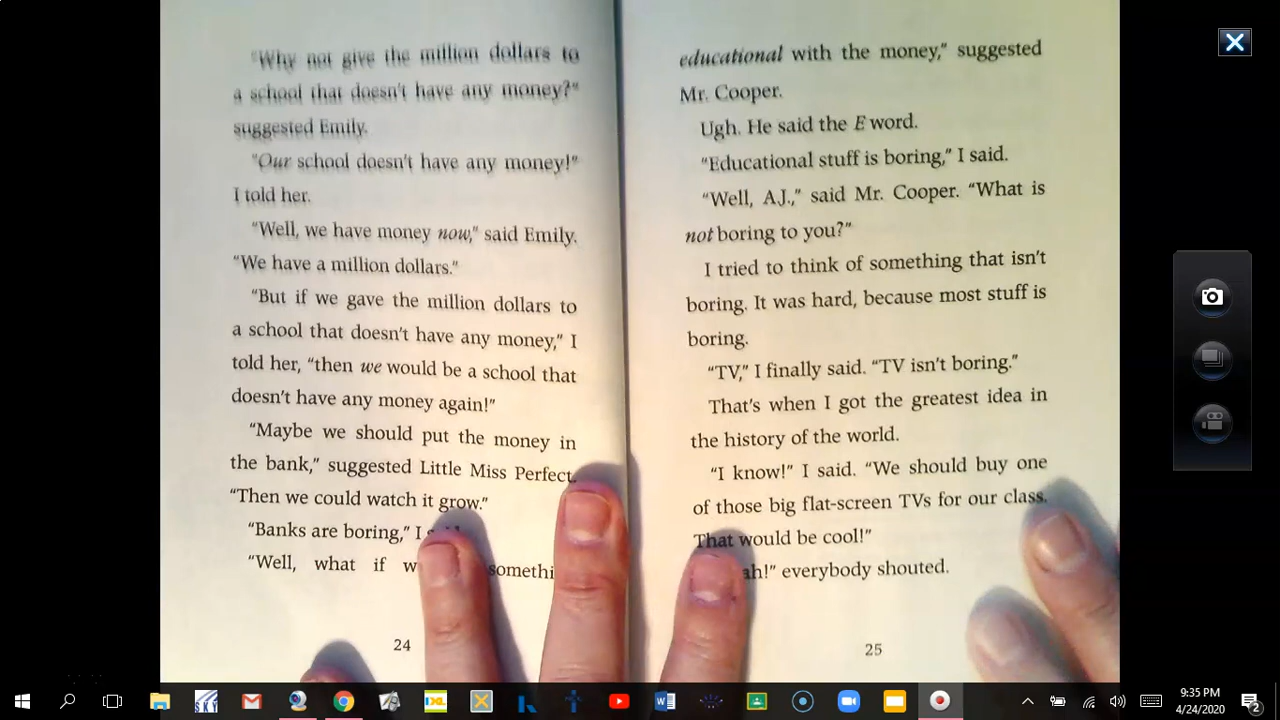 "Why not give the million dollars to
a school that doesn't have any money?"
suggested Emily.
"Our school doesn't have any money!"
I told her.
"Well, we have money now," said Emily.
"We have a million dollars."
"But if we gave the million dollars to
a school that doesn't have any money," I
told her, "then we would be a school that
doesn't have any money again!"
"Maybe we should put the money in
the bank," suggested Little Miss Perfect.
"Then we could watch it grow."
"Banks are boring," I
"Well, what if
24
educational with the money," suggested
Mr. Cooper.
Ugh. He said the E word.
"Educational stuff is boring," I said.
"Well, A.J.," said Mr. Cooper. "What is
not boring to you?"
I tried to think of something that isn't
boring. It was hard, because most stuff is
boring.
"TV," I finally said. "TV isn't boring."
That's when I got the greatest idea in
the history of the world.
"I know!" I said. "We should buy one
of those big flat-screen TVs for our class.
That would be cool!"
everybody shouted.
25
IXL
9:35 PM
4/24/2020
2